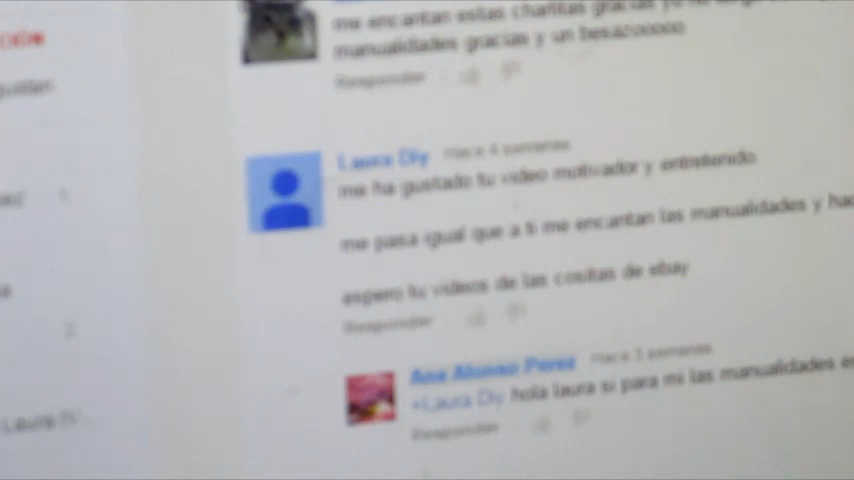 me encantan estas charlitas gracias yo
manualidades gracias y un besazooooo
Responder
Laura Diy Hace 4 semanas
me ha gustado tu video motivador y entretenido
me pasa igual que a ti me encantan las manualidades y
espero tu videos de las cositas de ebay
Responder
Ana Alonso Perez Hace 3 semanas
+Laura Diy hola laura si para mi las manualidades
Responder
2
Laura